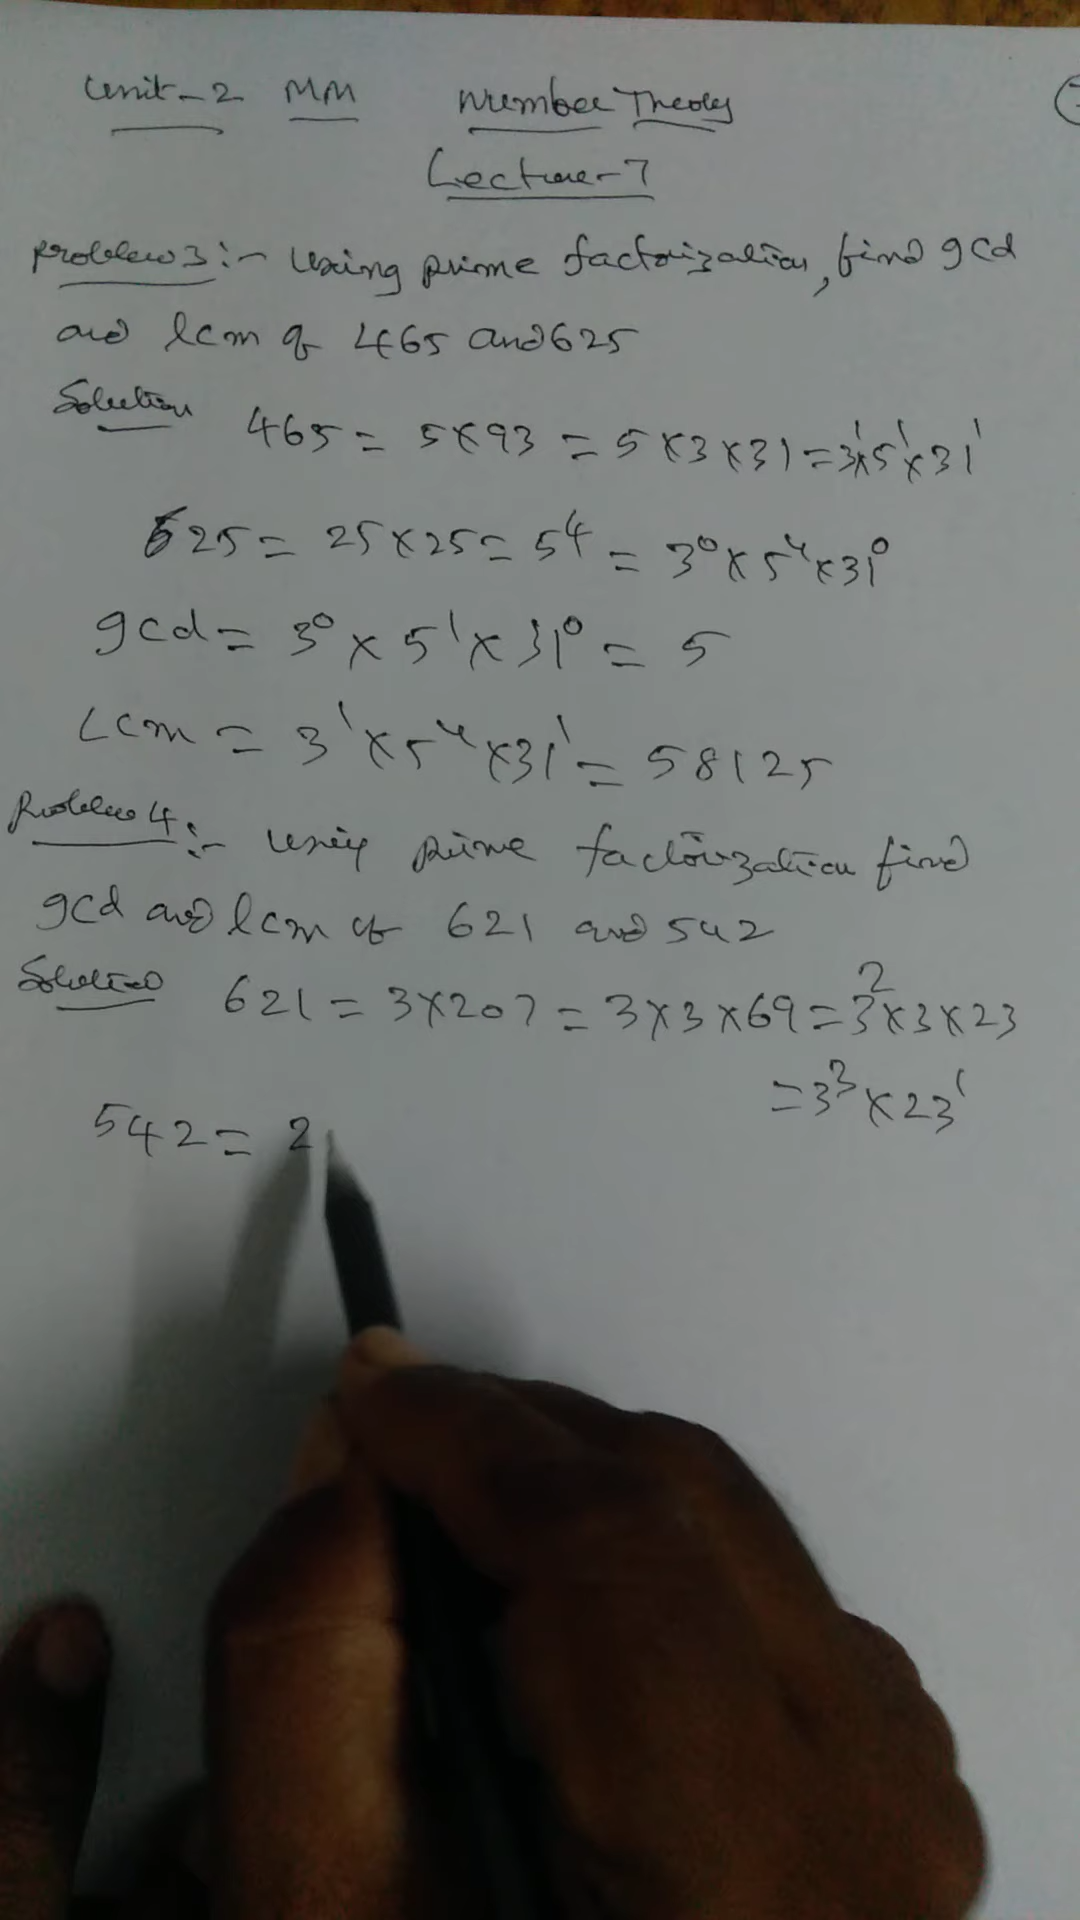 Unit-2 MM Number Theory
Lecture-7
Problem 3:- Using prime factorization, find gcd
and lcm of 465 and 625
Solution 465 = 5×93 = 5×3×31 = 3¹×5¹×31¹
625 = 25×25 = 5⁴ = 3⁰×5⁴×31⁰
gcd = 3⁰×5¹×31⁰ = 5
Lcm = 3¹×5⁴×31¹ = 58125
Problem 4:- Using prime factorization find
gcd and lcm of 621 and 542
Solution 621 = 3×207 = 3×3×69 = 3²×3×23
= 3³×23¹
542 = 2